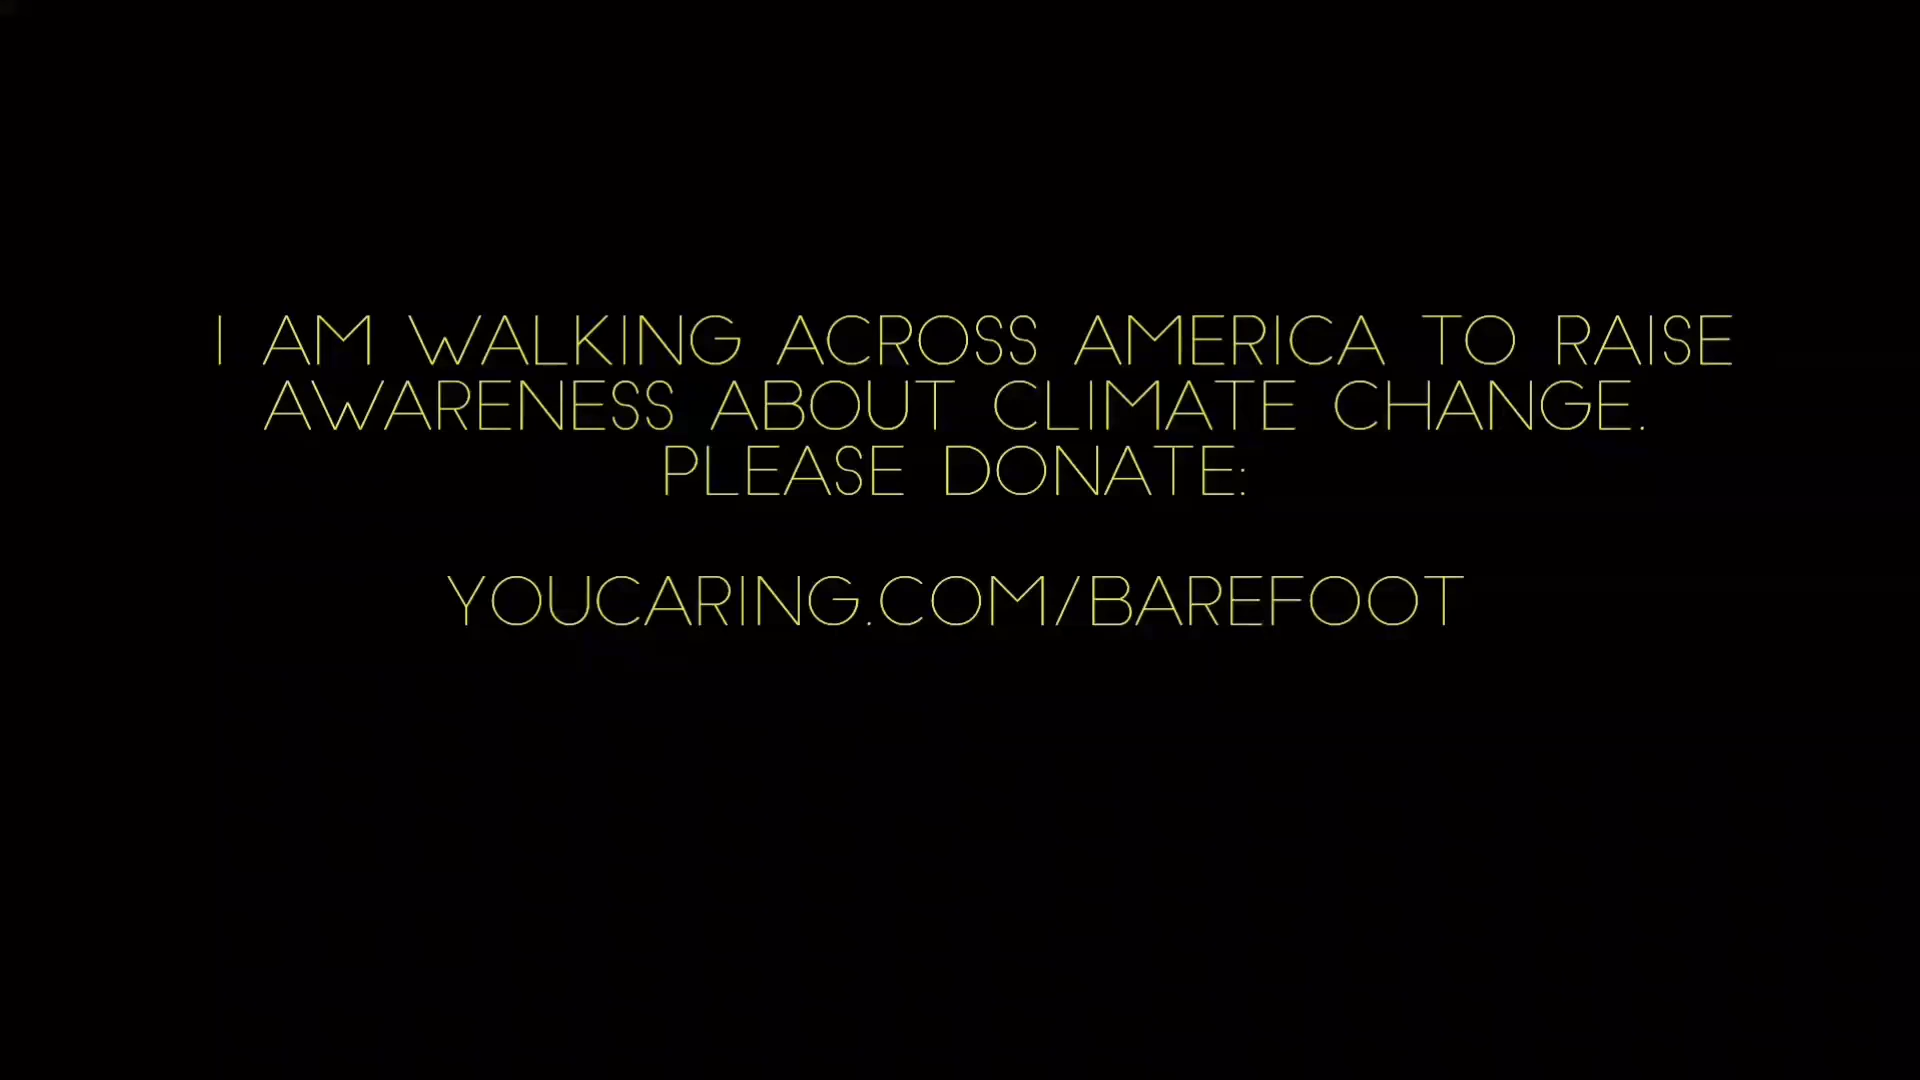 I AM WALKING ACROSS AMERICA TO RAISE
AWARENESS ABOUT CLIMATE CHANGE.
PLEASE DONATE:
YOUCARING.COM/BAREFOOT